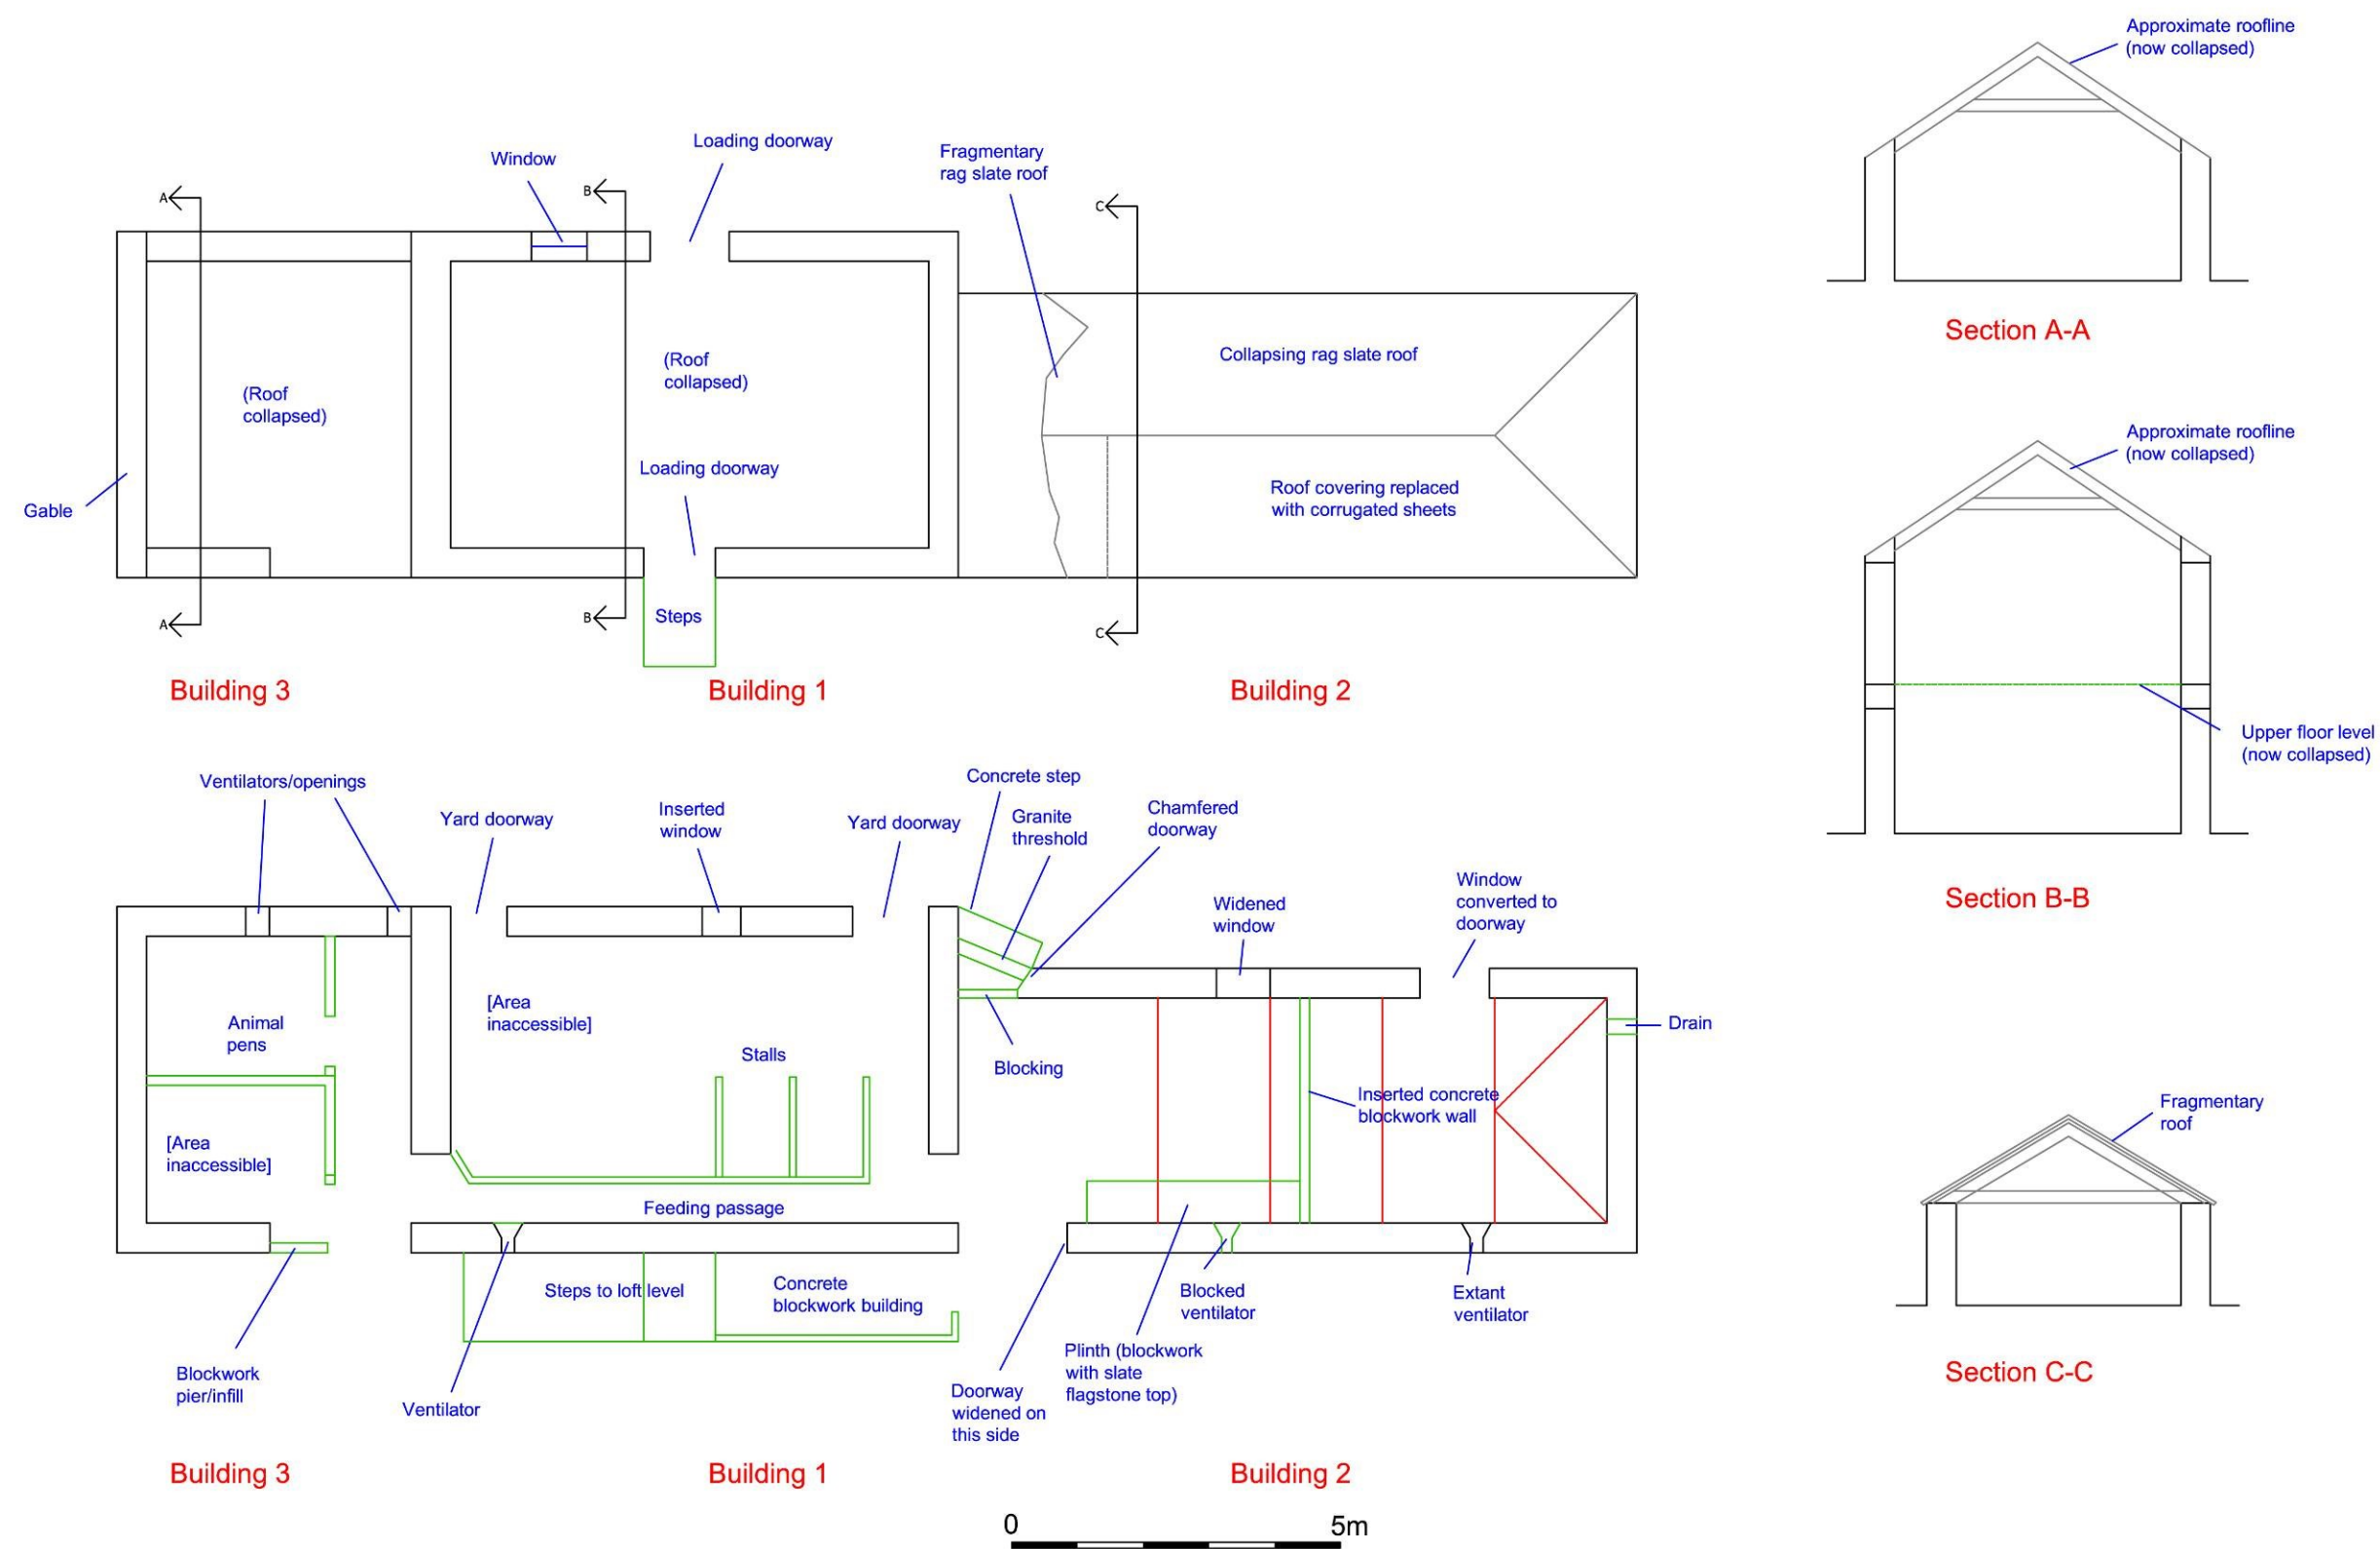 Approximate roofline
(now collapsed)
Loading doorway
Window
Fragmentary
rag slate roof
A
B
C
Section A-A
(Roof
collapsed)
(Roof
collapsed)
Collapsing rag slate roof
Loading doorway
Roof covering replaced
with corrugated sheets
Gable
A
B
Steps
C
Building 3
Building 1
Building 2
Approximate roofline
(now collapsed)
Upper floor level
(now collapsed)
Section B-B
Ventilators/openings
Yard doorway
Inserted
window
Yard doorway
Concrete step
Granite
threshold
Chamfered
doorway
Widened
window
Window
converted to
doorway
[Area
inaccessible]
Animal
pens
Stalls
Blocking
Drain
Inserted concrete
blockwork wall
[Area
inaccessible]
Feeding passage
Steps to loft level
Concrete
blockwork building
Blocked
ventilator
Extant
ventilator
Plinth (blockwork
with slate
flagstone top)
Blockwork
pier/infill
Ventilator
Doorway
widened on
this side
Fragmentary
roof
Section C-C
Building 3
Building 1
Building 2
0
5m